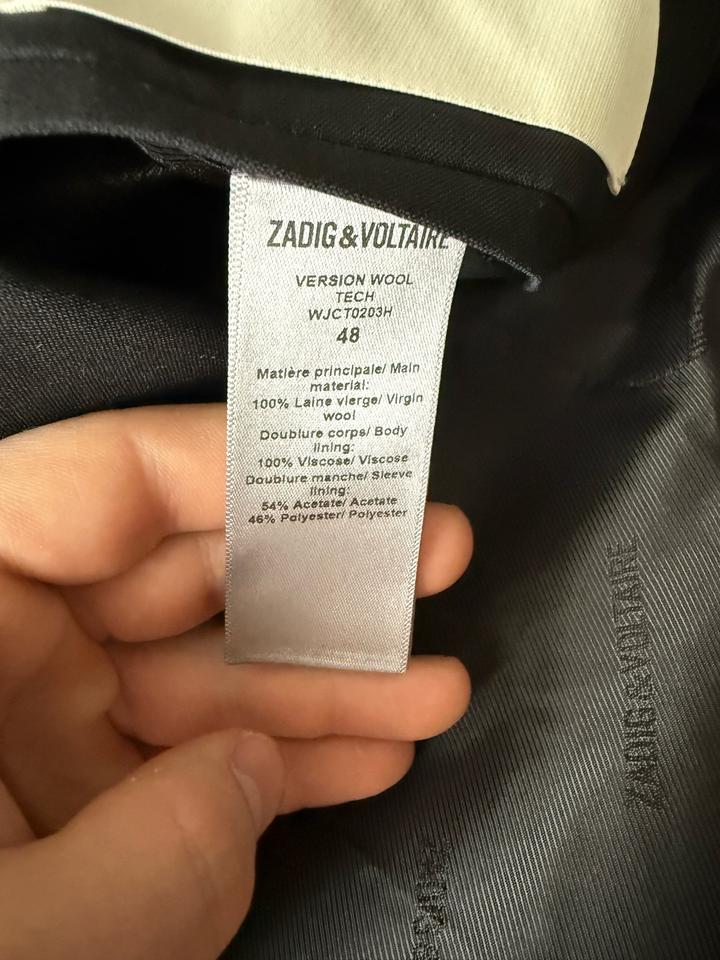 ZADIG&VOLTAIRE
VERSION WOOL
TECH
WJCT0203H
48
Matière principale/ Main
material:
100% Laine vierge/ Virgin
wool
Doublure corps/ Body
lining:
100% Viscose/ Viscose
Doublure manche/ Sleeve
lining:
54% Acetate/ Acetate
46% Polyester/ Polyester
ZADIG&VOLTAIRE